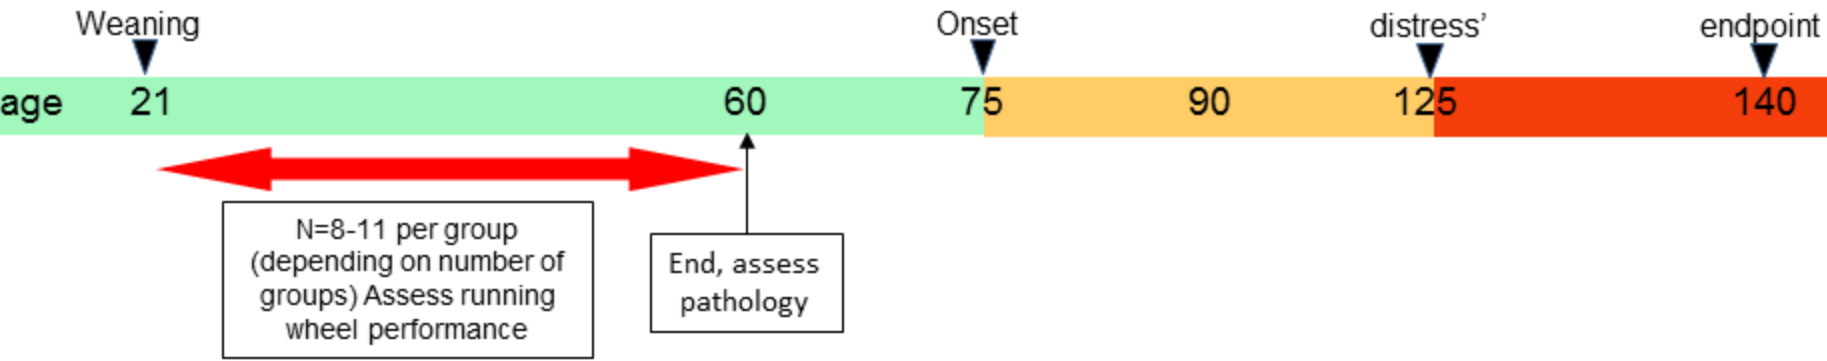 Weaning Onset distress’ endpoint
age 21 60 75 90 125 140
N=8-11 per group
(depending on number of
groups) Assess running
wheel performance
End, assess
pathology